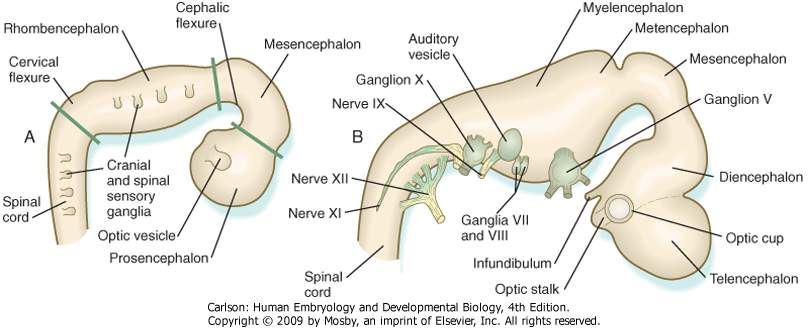 Cephalic
flexure
Rhombencephalon
Mesencephalon
Cervical
flexure
A
Cranial
and spinal
sensory
ganglia
Spinal
cord
Optic vesicle
Prosencephalon
Myelencephalon
Metencephalon
Auditory
vesicle
Mesencephalon
Ganglion X
Ganglion V
Nerve IX
B
Nerve XII
Diencephalon
Nerve XI
Ganglia VII
and VIII
Optic cup
Infundibulum
Spinal
cord
Optic stalk
Telencephalon
Carlson: Human Embryology and Developmental Biology, 4th Edition.
Copyright © 2009 by Mosby, an imprint of Elsevier, Inc. All rights reserved.